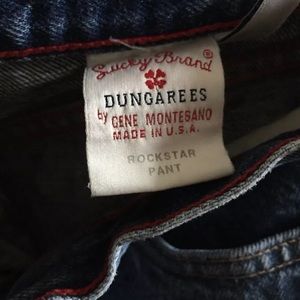 Lucky Brand ®
DUNGAREES
by GENE MONTESANO
MADE IN U.S.A.
ROCKSTAR
PANT